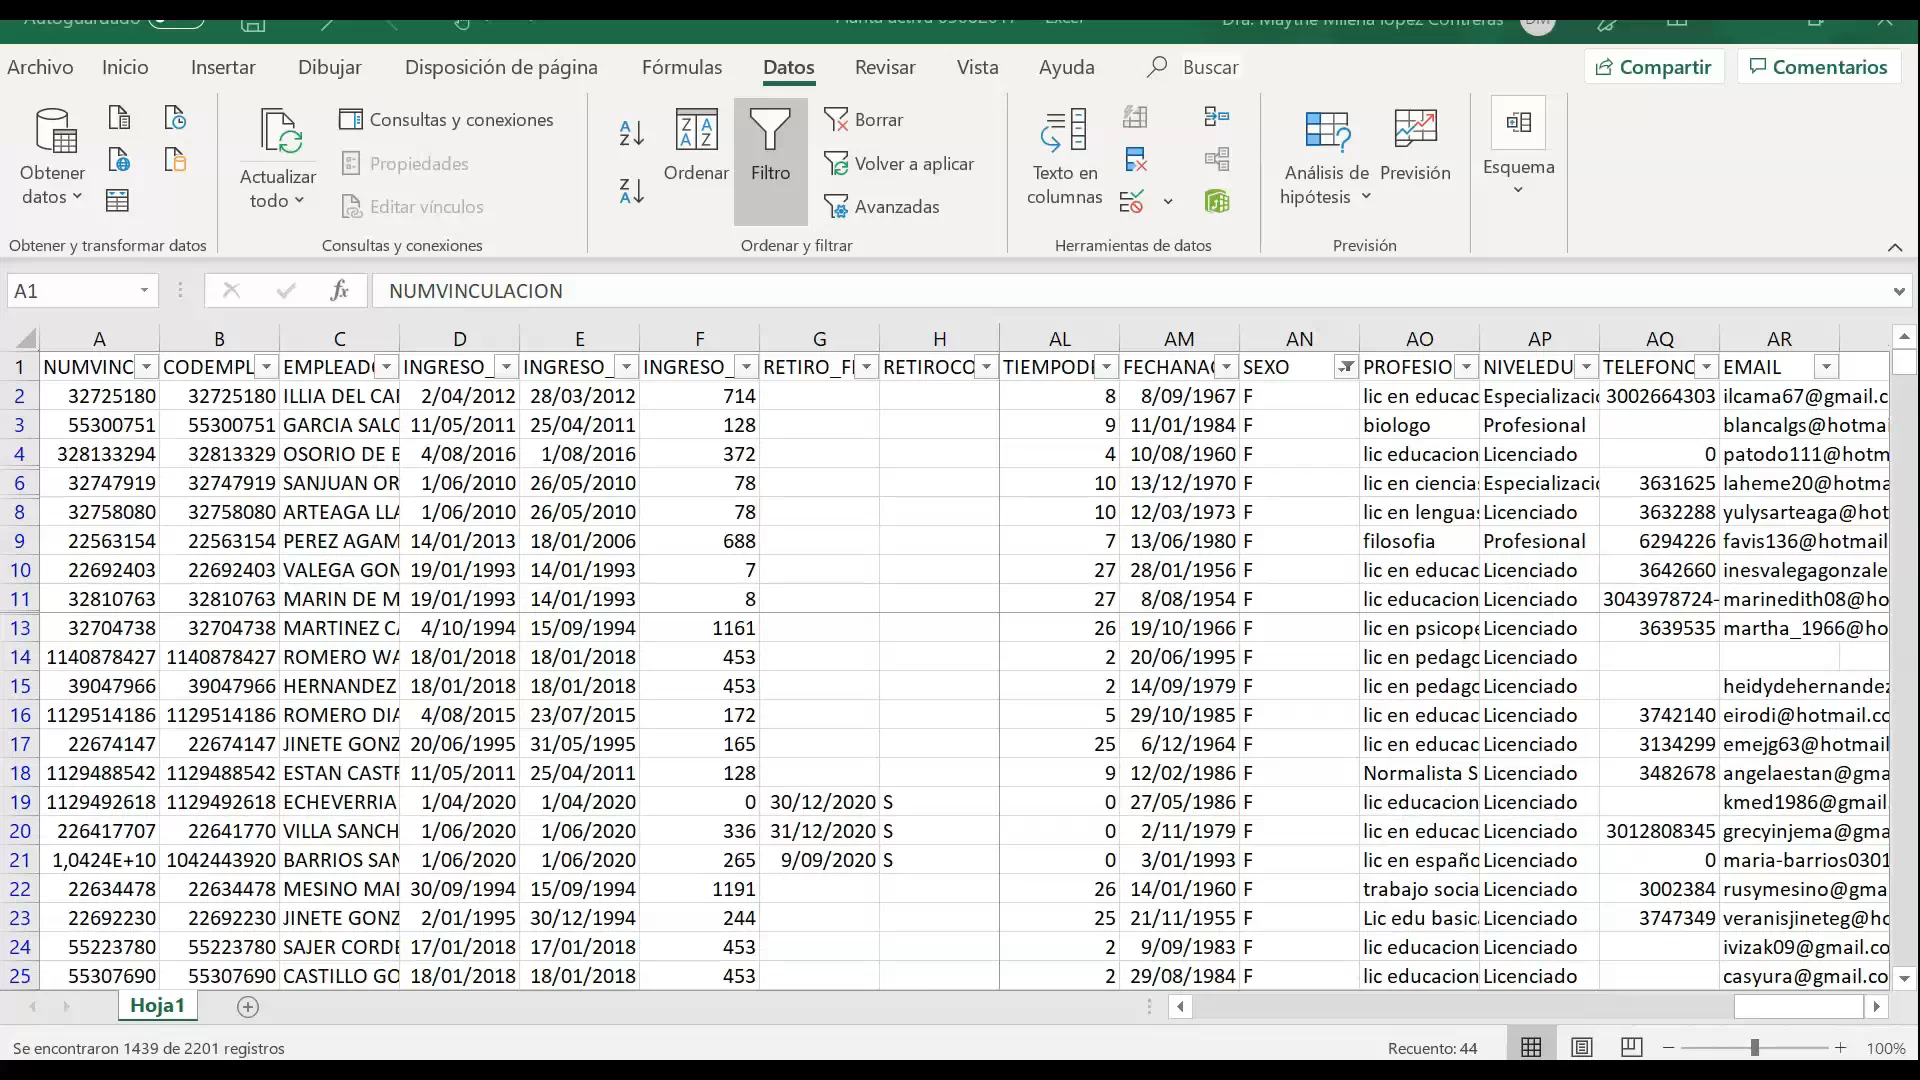 Archivo Inicio Insertar Dibujar Disposición de página Fórmulas Datos Revisar Vista Ayuda Buscar Compartir Comentarios
Obtener datos
Actualizar todo
Consultas y conexiones
Propiedades
Editar vínculos
Ordenar
Filtro
Borrar
Volver a aplicar
Avanzadas
Texto en columnas
Análisis de hipótesis
Previsión
Esquema
Obtener y transformar datos Consultas y conexiones Ordenar y filtrar Herramientas de datos Previsión
A1 fx NUMVINCULACION
A B C D E F G H AL AM AN AO AP AQ AR
1 NUMVINC CODEMPL EMPLEAD INGRESO_ INGRESO_ INGRESO_ RETIRO_F RETIROCO TIEMPOD FECHANA SEXO PROFESIO NIVELEDU TELEFONO EMAIL
2 32725180 32725180 ILLIA DEL CA 2/04/2012 28/03/2012 714 8 8/09/1967 F lic en educac Especializacio 3002664303 ilcama67@gmail.c
3 55300751 55300751 GARCIA SALC 11/05/2011 25/04/2011 128 9 11/01/1984 F biologo Profesional blancalgs@hotmai
4 328133294 32813329 OSORIO DE B 4/08/2016 1/08/2016 372 4 10/08/1960 F lic educacion Licenciado 0 patodo111@hotm
6 32747919 32747919 SANJUAN OR 1/06/2010 26/05/2010 78 10 13/12/1970 F lic en ciencia Especializacio 3631625 laheme20@hotma
8 32758080 32758080 ARTEAGA LLA 1/06/2010 26/05/2010 78 10 12/03/1973 F lic en lengua Licenciado 3632288 yulysarteaga@hot
9 22563154 22563154 PEREZ AGAM 14/01/2013 18/01/2006 688 7 13/06/1980 F filosofia Profesional 6294226 favis136@hotmail
10 22692403 22692403 VALEGA GON 19/01/1993 14/01/1993 7 27 28/01/1956 F lic en educac Licenciado 3642660 inesvalegagonzale
11 32810763 32810763 MARIN DE M 19/01/1993 14/01/1993 8 27 8/08/1954 F lic educacion Licenciado 3043978724- marinedith08@ho
13 32704738 32704738 MARTINEZ CA 4/10/1994 15/09/1994 1161 26 19/10/1966 F lic en psicope Licenciado 3639535 martha_1966@ho
14 1140878427 1140878427 ROMERO WA 18/01/2018 18/01/2018 453 2 20/06/1995 F lic en pedago Licenciado
15 39047966 39047966 HERNANDEZ 18/01/2018 18/01/2018 453 2 14/09/1979 F lic en pedago Licenciado heidydehernandez
16 1129514186 1129514186 ROMERO DIA 4/08/2015 23/07/2015 172 5 29/10/1985 F lic en educac Licenciado 3742140 eirodi@hotmail.co
17 22674147 22674147 JINETE GONZ 20/06/1995 31/05/1995 165 25 6/12/1964 F lic en educac Licenciado 3134299 emejg63@hotmail
18 1129488542 1129488542 ESTAN CASTR 11/05/2011 25/04/2011 128 9 12/02/1986 F Normalista S Licenciado 3482678 angelaestan@gma
19 1129492618 1129492618 ECHEVERRIA 1/04/2020 1/04/2020 0 30/12/2020 S 0 27/05/1986 F lic educacion Licenciado kmed1986@gmail.
20 226417707 22641770 VILLA SANCH 1/06/2020 1/06/2020 336 31/12/2020 S 0 2/11/1979 F lic en educac Licenciado 3012808345 grecyinjema@gma
21 1,0424E+10 1042443920 BARRIOS SAN 1/06/2020 1/06/2020 265 9/09/2020 S 0 3/01/1993 F lic en españo Licenciado 0 maria-barrios0301
22 22634478 22634478 MESINO MAR 30/09/1994 15/09/1994 1191 26 14/01/1960 F trabajo socia Licenciado 3002384 rusymesino@gma
23 22692230 22692230 JINETE GONZ 2/01/1995 30/12/1994 244 25 21/11/1955 F Lic edu basica Licenciado 3747349 veranisjineteg@ho
24 55223780 55223780 SAJER CORDE 17/01/2018 17/01/2018 453 2 9/09/1983 F lic educacion Licenciado ivizak09@gmail.co
25 55307690 55307690 CASTILLO GO 18/01/2018 18/01/2018 453 2 29/08/1984 F lic educacion Licenciado casyura@gmail.co
Hoja1
Se encontraron 1439 de 2201 registros Recuento: 44 100%